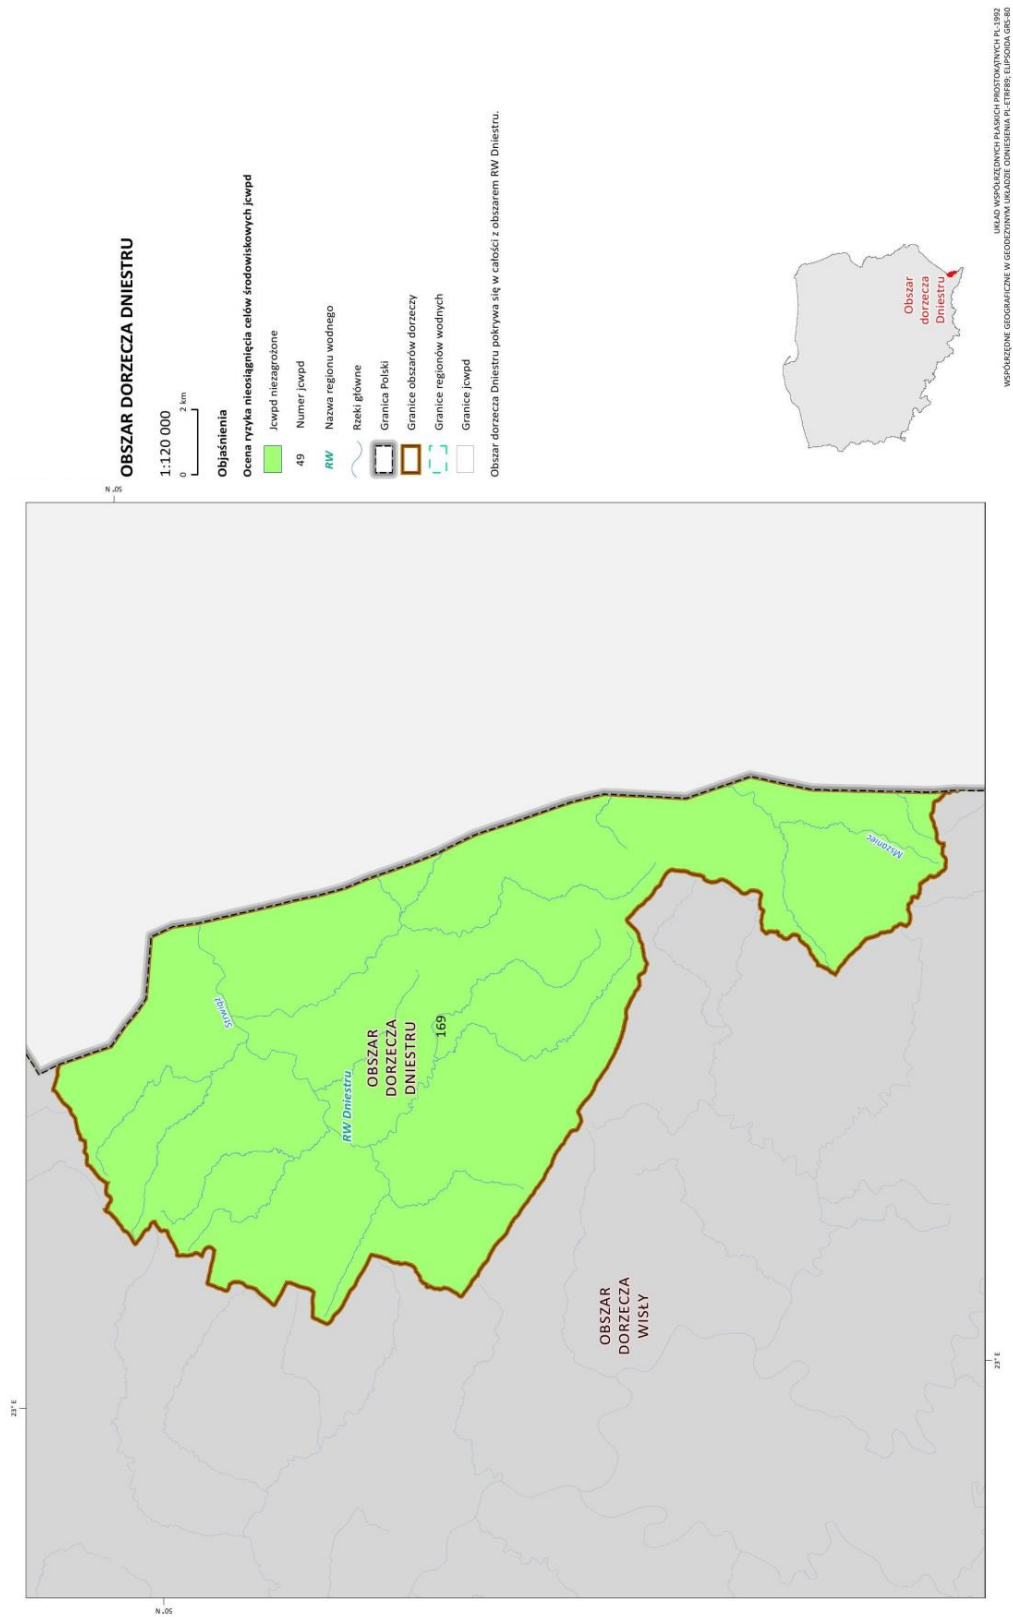 OBSZAR DORZECZA DNIESTRU
1:120 000
0 2 km
Objaśnienia
Ocena ryzyka nieosiągnięcia celów środowiskowych jcwpd
Jcwpd niezagrożone
49 Numer jcwpd
RW Nazwa regionu wodnego
Rzeki główne
Granica Polski
Granice obszarów dorzeczy
Granice regionów wodnych
Granice jcwpd
Obszar dorzecza Dniestru pokrywa się w całości z obszarem RW Dniestru.
Obszar
dorzecza
Dniestru
UKŁAD WSPÓŁRZĘDNYCH PŁASKICH PROSTOKĄTNYCH PL-1992
WSPÓŁRZĘDNE GEOGRAFICZNE W GEODEZYJNYM UKŁADZIE ODNIESIENIA PL-ETRF89; ELIPSOIDA GRS-80
23° E
50° N
50° N
23° E
Strwiąż
RW Dniestru
OBSZAR
DORZECZA
DNIESTRU
169
Mszaniec
OBSZAR
DORZECZA
WISŁY